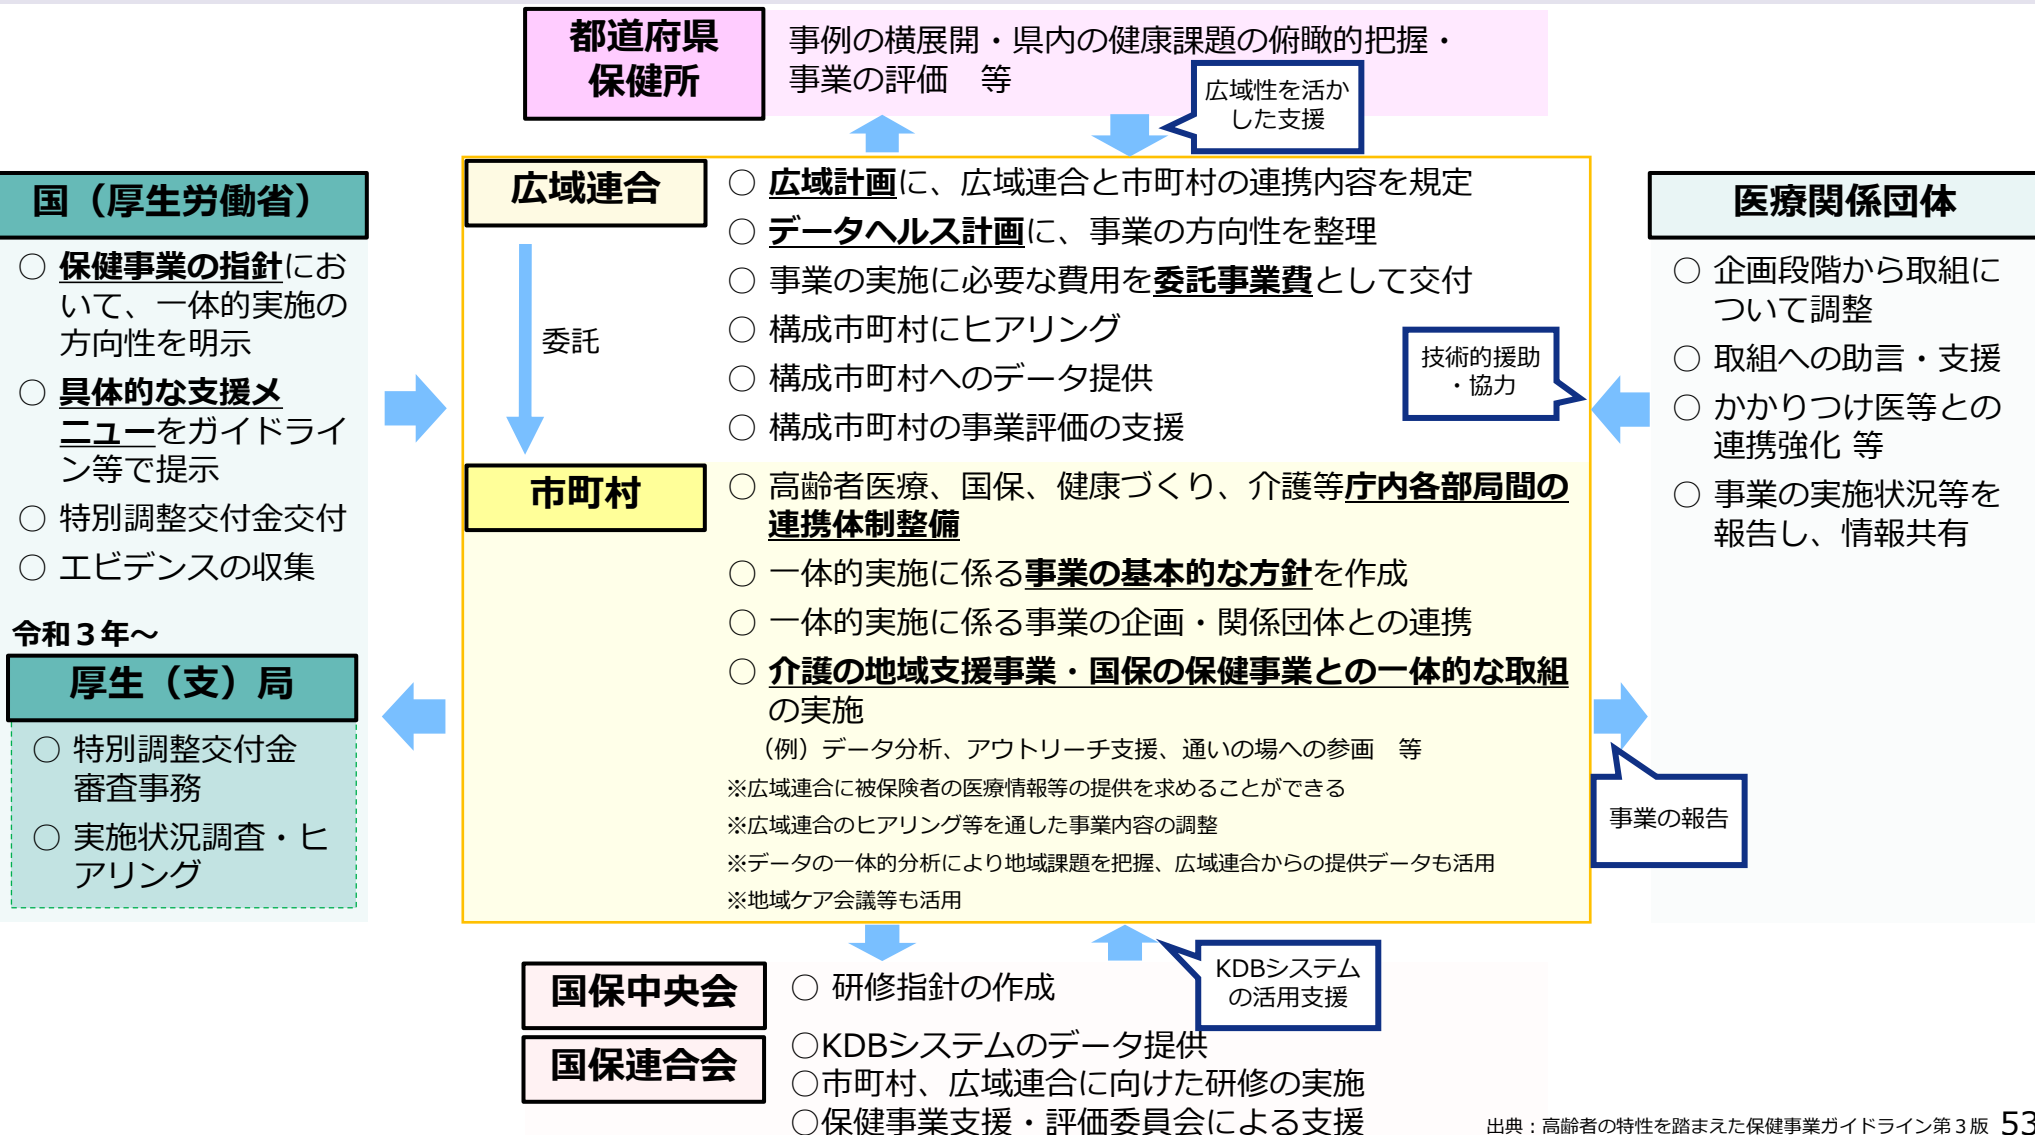 都道府県
保健所
事例の横展開・県内の健康課題の俯瞰的把握・
事業の評価　等
広域性を活か
した支援
国（厚生労働省）
○ 保健事業の指針にお
いて、一体的実施の
方向性を明示
○ 具体的な支援メ
ニューをガイドライ
ン等で提示
○ 特別調整交付金交付
○ エビデンスの収集
令和３年～
厚生（支）局
○ 特別調整交付金
審査事務
○ 実施状況調査・ヒ
アリング
広域連合
委託
○ 広域計画に、広域連合と市町村の連携内容を規定
○ データヘルス計画に、事業の方向性を整理
○ 事業の実施に必要な費用を委託事業費として交付
○ 構成市町村にヒアリング
○ 構成市町村へのデータ提供
○ 構成市町村の事業評価の支援
技術的援助
・協力
市町村
○ 高齢者医療、国保、健康づくり、介護等庁内各部局間の
連携体制整備
○ 一体的実施に係る事業の基本的な方針を作成
○ 一体的実施に係る事業の企画・関係団体との連携
○ 介護の地域支援事業・国保の保健事業との一体的な取組
の実施
（例）データ分析、アウトリーチ支援、通いの場への参画　等
※広域連合に被保険者の医療情報等の提供を求めることができる
※広域連合のヒアリング等を通した事業内容の調整
※データの一体的分析により地域課題を把握、広域連合からの提供データも活用
※地域ケア会議等も活用
医療関係団体
○ 企画段階から取組に
ついて調整
○ 取組への助言・支援
○ かかりつけ医等との
連携強化 等
○ 事業の実施状況等を
報告し、情報共有
事業の報告
国保中央会
○ 研修指針の作成
KDBシステム
の活用支援
国保連合会
○KDBシステムのデータ提供
○市町村、広域連合に向けた研修の実施
○保健事業支援・評価委員会による支援
出典：高齢者の特性を踏まえた保健事業ガイドライン第３版 53